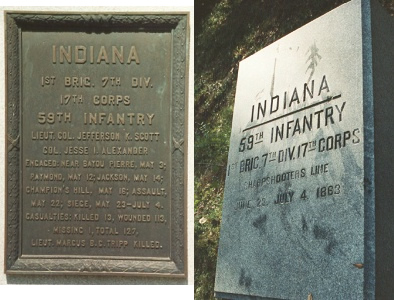 INDIANA
1ST BRIG. 7TH DIV.
17TH CORPS
59TH INFANTRY
LIEUT. COL. JEFFERSON K. SCOTT
COL. JESSE I. ALEXANDER
ENGAGED: NEAR BAYOU PIERRE, MAY 2;
RAYMOND, MAY 12; JACKSON, MAY 14;
CHAMPION'S HILL, MAY 16; ASSAULT,
MAY 22; SIEGE, MAY 23-JULY 4.
CASUALTIES: KILLED 13, WOUNDED 113,
MISSING 1, TOTAL 127.
LIEUT. MARCUS B.C. TRIPP KILLED.
INDIANA
59TH INFANTRY
1ST BRIG. 7TH DIV. 17TH CORPS
SHARPSHOOTERS LINE
JUNE 25, JULY 4, 1863